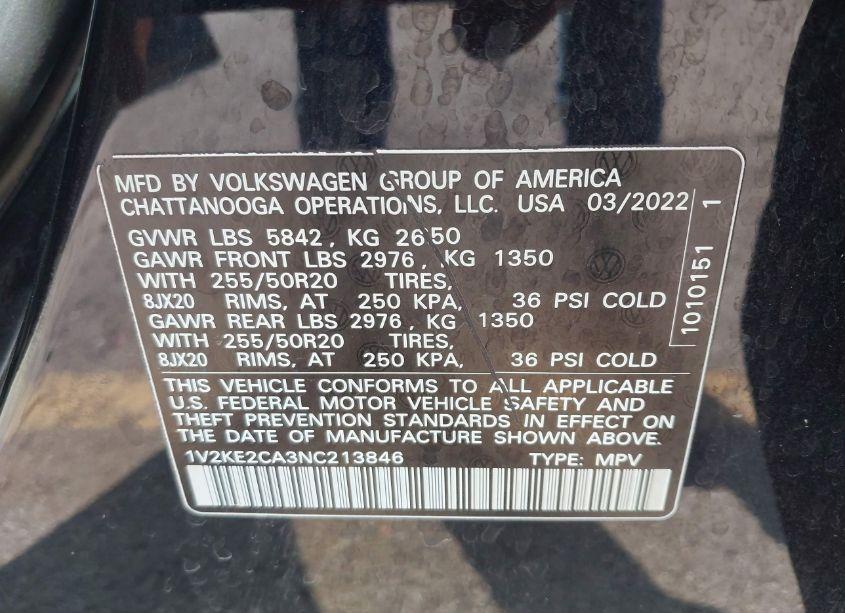 MFD BY VOLKSWAGEN GROUP OF AMERICA
CHATTANOOGA OPERATIONS, LLC. USA 03/2022
GVWR LBS 5842, KG 2650
GAWR FRONT LBS 2976, KG 1350
WITH 255/50R20 TIRES,
8JX20 RIMS, AT 250 KPA, 36 PSI COLD
GAWR REAR LBS 2976, KG 1350
WITH 255/50R20 TIRES,
8JX20 RIMS, AT 250 KPA, 36 PSI COLD
THIS VEHICLE CONFORMS TO ALL APPLICABLE
U.S. FEDERAL MOTOR VEHICLE SAFETY AND
THEFT PREVENTION STANDARDS IN EFFECT ON
THE DATE OF MANUFACTURE SHOWN ABOVE.
1V2KE2CA3NC213846 TYPE: MPV
1010151 1